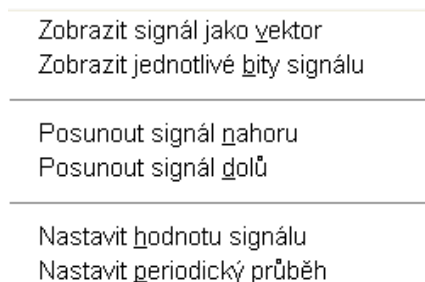 Zobrazit signál jako vektor
Zobrazit jednotlivé bity signálu
Posunout signál nahoru
Posunout signál dolů
Nastavit hodnotu signálu
Nastavit periodický průběh